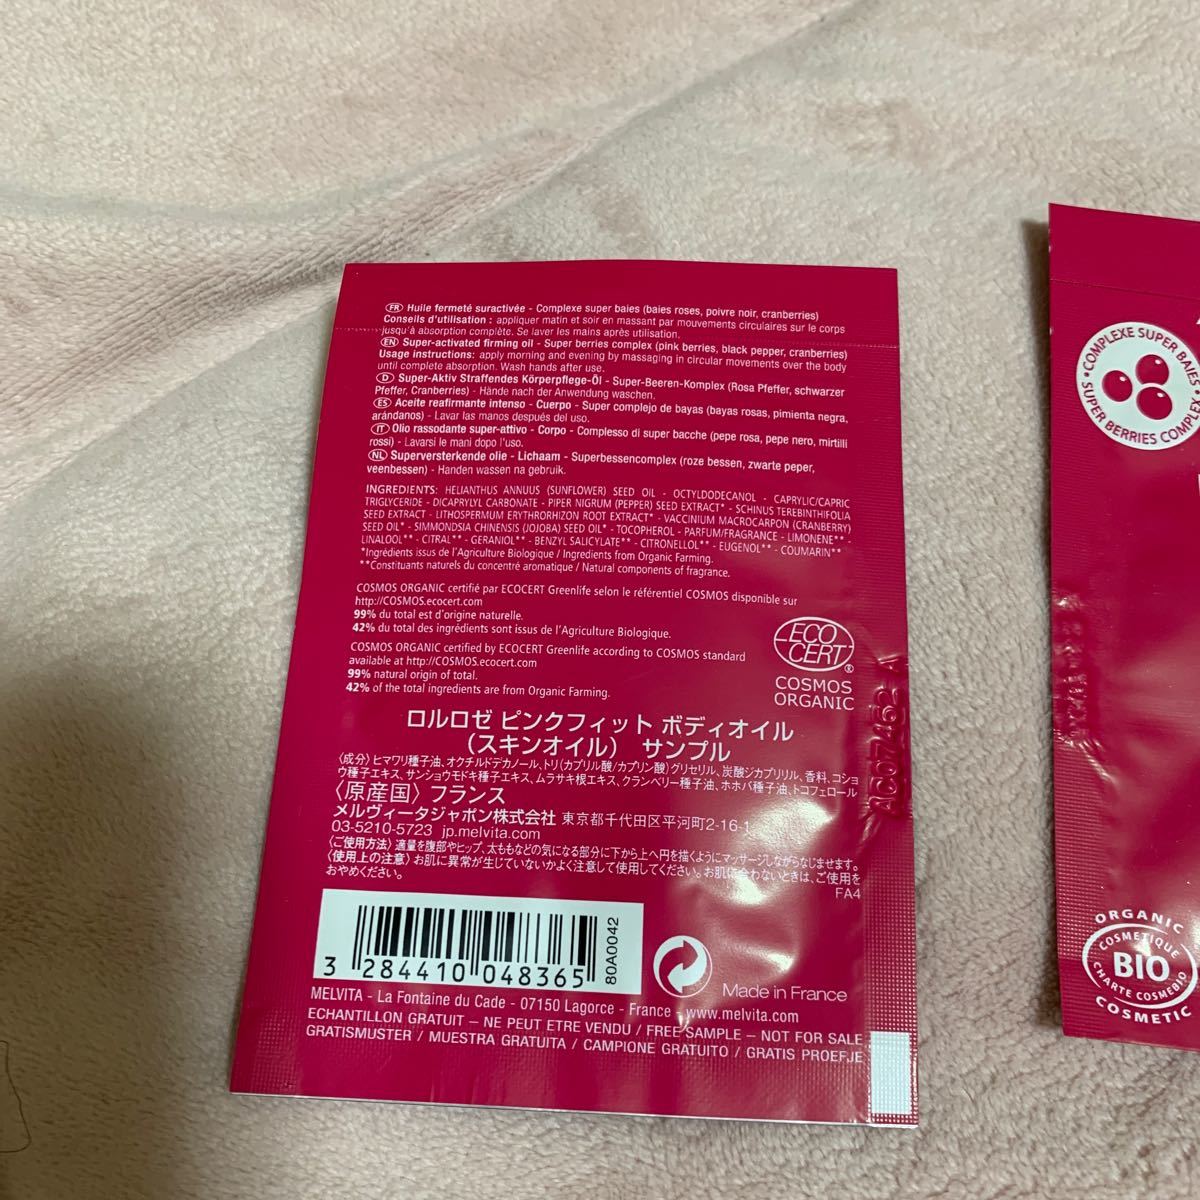 FR Huile fermeté suractivée - Complexe super baies (baies roses, poivre noir, cranberries)
Conseils d'utilisation : appliquer matin et soir en massant par mouvements circulaires sur le corps
jusqu'à absorption complète. Se laver les mains après utilisation.
EN Super-activated firming oil - Super berries complex (pink berries, black pepper, cranberries)
Usage instructions: apply morning and evening by massaging in circular movements over the body
until complete absorption. Wash hands after use.
D Super-Aktiv Straffendes Körperpflege-Öl - Super-Beeren-Komplex (Rosa Pfeffer, schwarzer
Pfeffer, Cranberries) - Hände nach der Anwendung waschen.
ES Aceite reafirmante intenso - Cuerpo - Super complejo de bayas (bayas rosas, pimienta negra,
arándanos) - Lavar las manos después del uso.
IT Olio rassodante super-attivo - Corpo - Complesso di super bacche (pepe rosa, pepe nero, mirtilli
rossi) - Lavarsi le mani dopo l'uso.
NL Superversterkende olie - Lichaam - Superbessencomplex (roze bessen, zwarte peper,
veenbessen) - Handen wassen na gebruik.
INGREDIENTS: HELIANTHUS ANNUUS (SUNFLOWER) SEED OIL - OCTYLDODECANOL - CAPRYLIC/CAPRIC
TRIGLYCERIDE - DICAPRYLYL CARBONATE - PIPER NIGRUM (PEPPER) SEED EXTRACT* - SCHINUS TEREBINTHIFOLIA
SEED EXTRACT - LITHOSPERMUM ERYTHRORHIZON ROOT EXTRACT* - VACCINIUM MACROCARPON (CRANBERRY)
SEED OIL* - SIMMONDSIA CHINENSIS (JOJOBA) SEED OIL* - TOCOPHEROL - PARFUM/FRAGRANCE - LIMONENE** -
LINALOOL** - CITRAL** - GERANIOL** - BENZYL SALICYLATE** - CITRONELLOL** - EUGENOL** - COUMARIN**
*Ingrédients issus de l'Agriculture Biologique / Ingredients from Organic Farming.
**Constituants naturels du concentré aromatique / Natural components of fragrance.
COSMOS ORGANIC certifié par ECOCERT Greenlife selon le référentiel COSMOS disponible sur
http://COSMOS.ecocert.com
99% du total est d'origine naturelle.
42% du total des ingrédients sont issus de l'Agriculture Biologique.
COSMOS ORGANIC certified by ECOCERT Greenlife according to COSMOS standard
available at http://COSMOS.ecocert.com
99% natural origin of total.
42% of the total ingredients are from Organic Farming.
ECO
CERT
®
COSMOS
ORGANIC
ロルロゼ ピンクフィット ボディオイル
(スキンオイル) サンプル
〈成分〉ヒマワリ種子油、オクチルドデカノール、トリ(カプリル酸/カプリン酸)グリセリル、炭酸ジカプリリル、香料、コショ
ウ種子エキス、サンショウモドキ種子エキス、ムラサキ根エキス、クランベリー種子油、ホホバ種子油、トコフェロール
〈原産国〉フランス
メルヴィータジャポン株式会社 東京都千代田区平河町2-16-1
03-5210-5723 jp.melvita.com
〈ご使用方法〉適量を腹部やヒップ、太ももなどの気になる部分に下から上へ円を描くようにマッサージしながらなじませます。
〈使用上の注意〉お肌に異常が生じていないかよく注意して使用してください。お肌に合わないときは、ご使用を
おやめください。
FA4
A607462 A
3 284410 048365
80A0042
Made in France
MELVITA - La Fontaine du Cade - 07150 Lagorce - France - www.melvita.com
ECHANTILLON GRATUIT – NE PEUT ETRE VENDU / FREE SAMPLE – NOT FOR SALE
GRATISMUSTER / MUESTRA GRATUITA / CAMPIONE GRATUITO / GRATIS PROEFJE
COMPLEXE SUPER BAIES
SUPER BERRIES COMPLEX
ORGANIC
COSMETIQUE
BIO
CHARTE COSMEBIO
COSMETIC